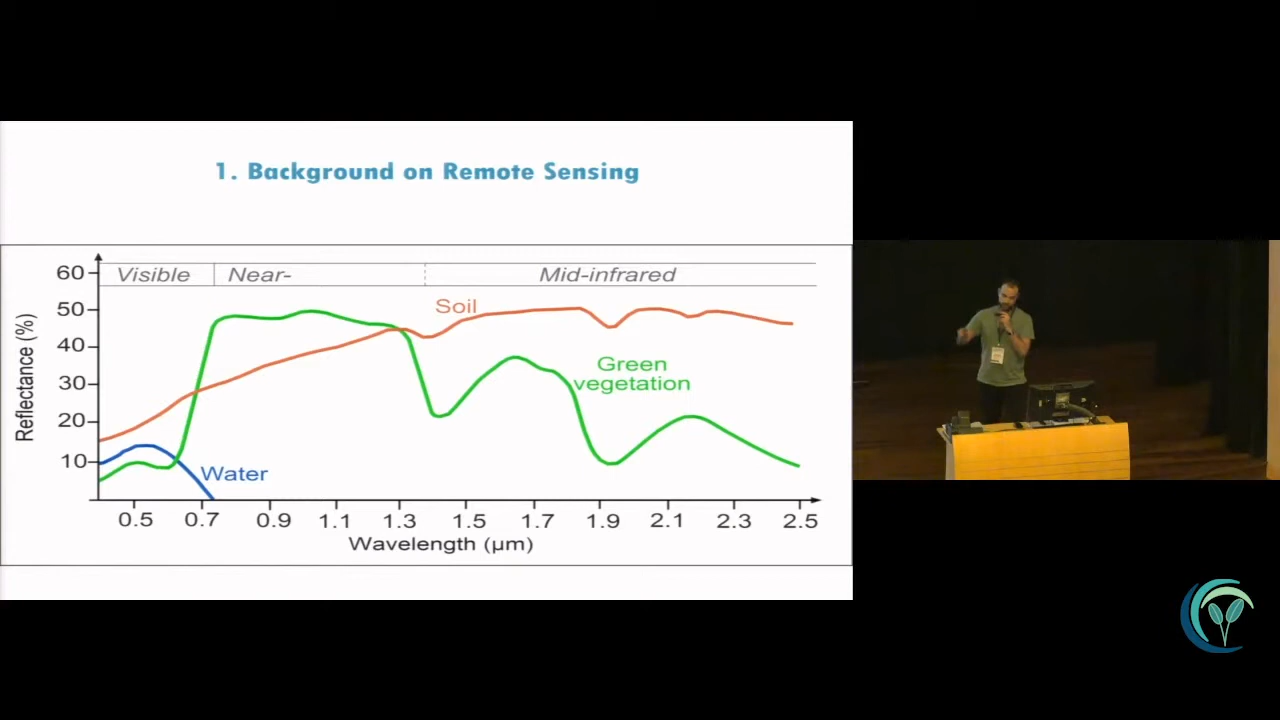 1. Background on Remote Sensing
Visible
Near-
Mid-infrared
60
50
40
30
20
10
Reflectance (%)
Soil
Green
vegetation
Water
0.5 0.7 0.9 1.1 1.3 1.5 1.7 1.9 2.1 2.3 2.5
Wavelength (µm)